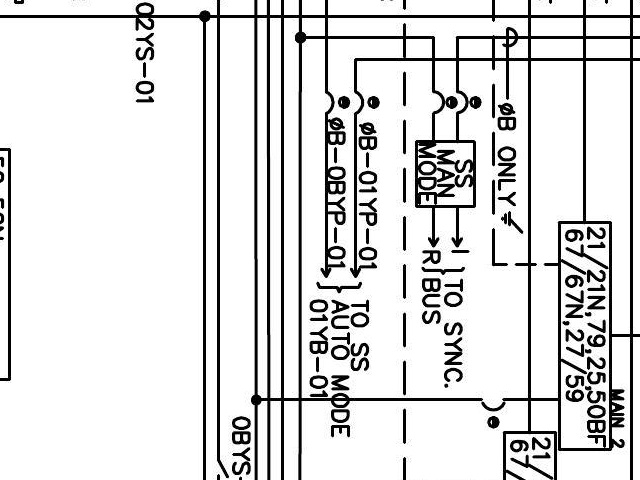 02YS-01
ØB ONLY
SS
MAN
MODE
ØB-01YP-01
ØB-0BYP-01
I
R
TO SYNC.
BUS
TO SS
AUTO MODE
01YB-01
21/21N,79,25,50BF
67/67N,27/59
MAIN 2
21/
67/
0BYS-